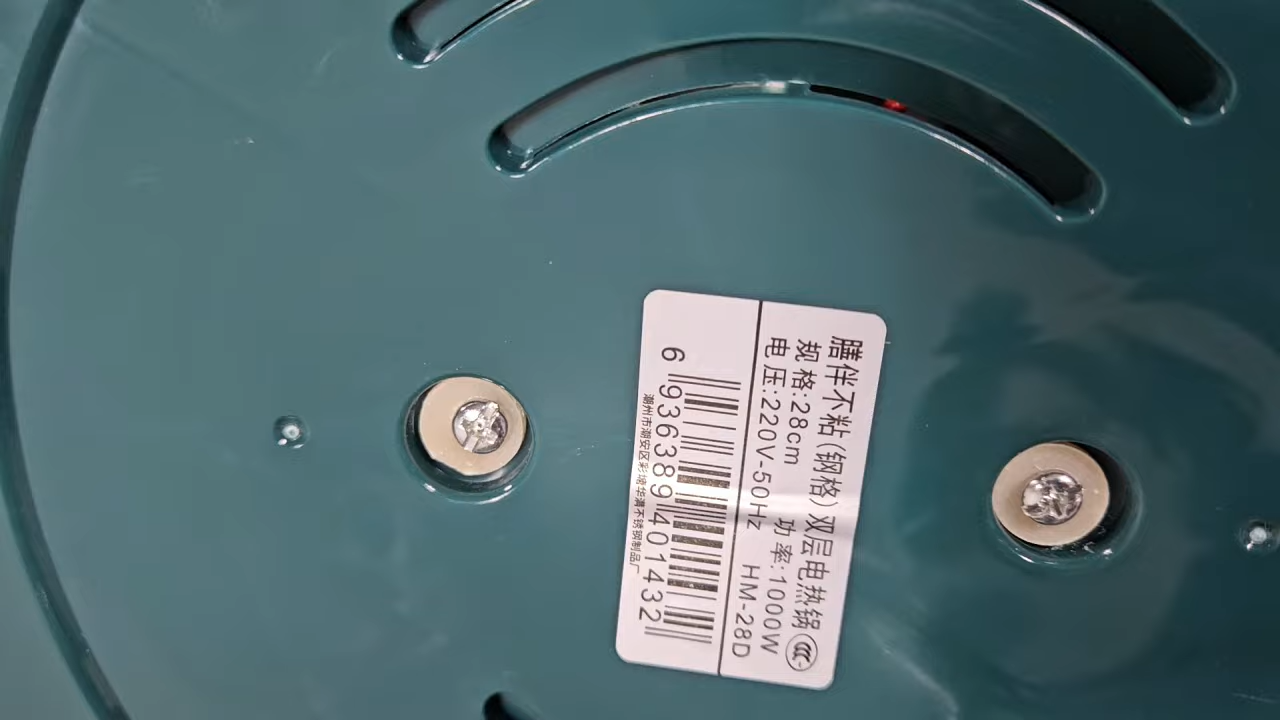 膳伴不粘(钢格)双层电热锅
规格:28cm 功率:1000W
电压:220V-50Hz HM-28D
6 936389 401432
潮州市潮安区彩塘华潢不锈钢制品厂